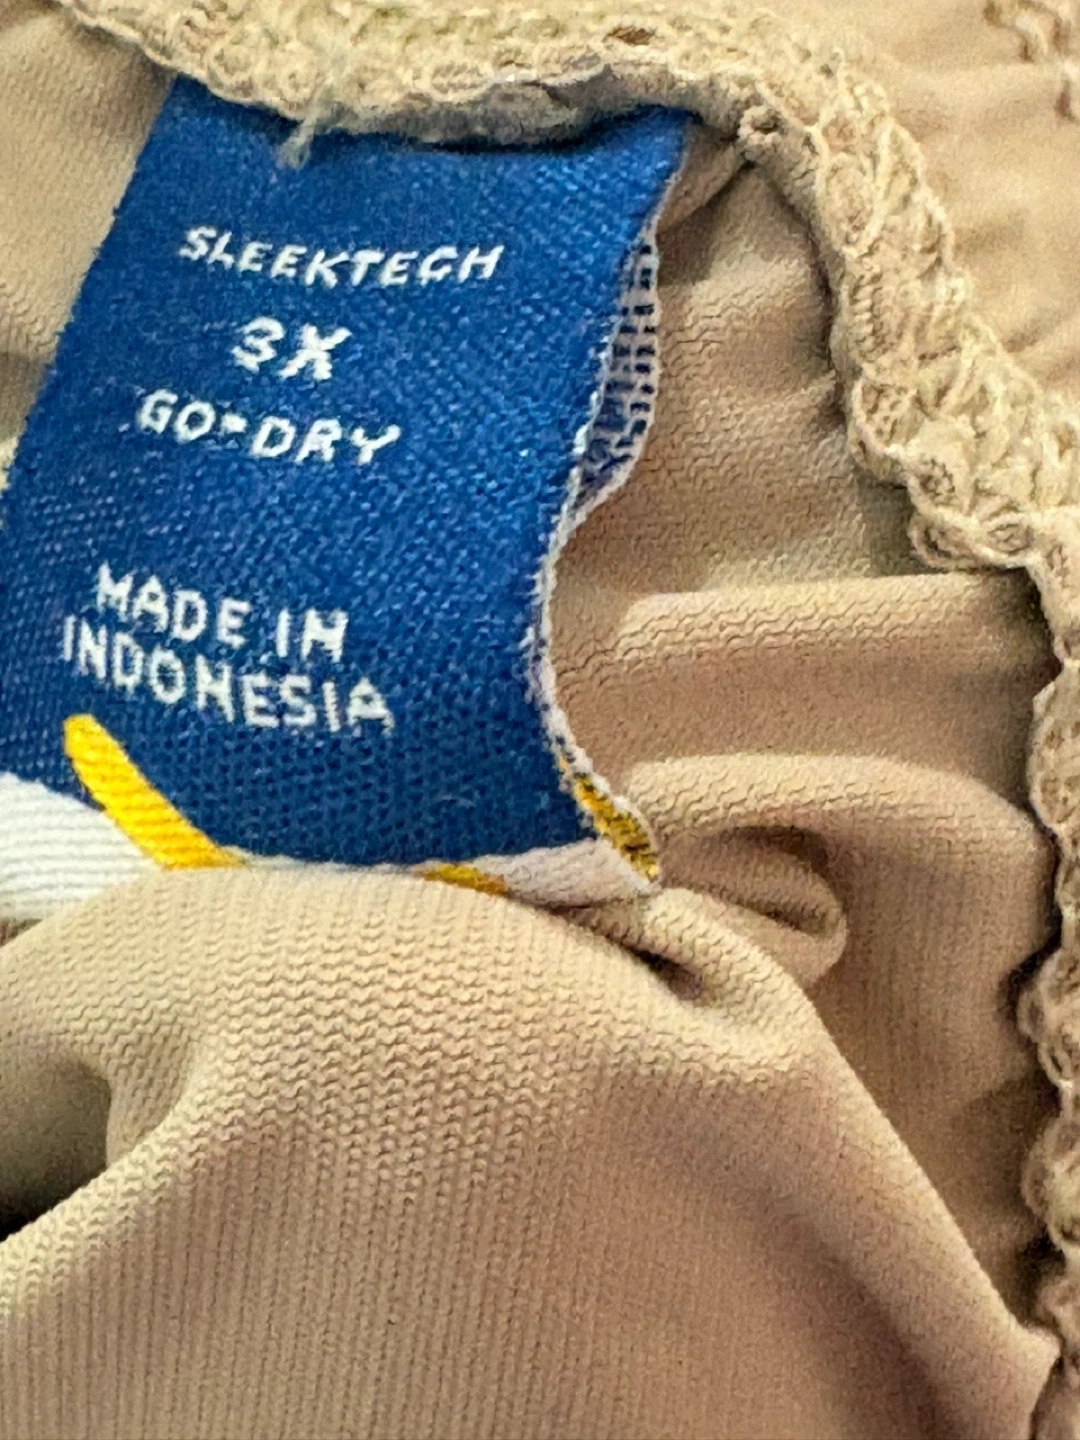 SLEEKTECH
3X
GO-DRY
MADE IN
INDONESIA